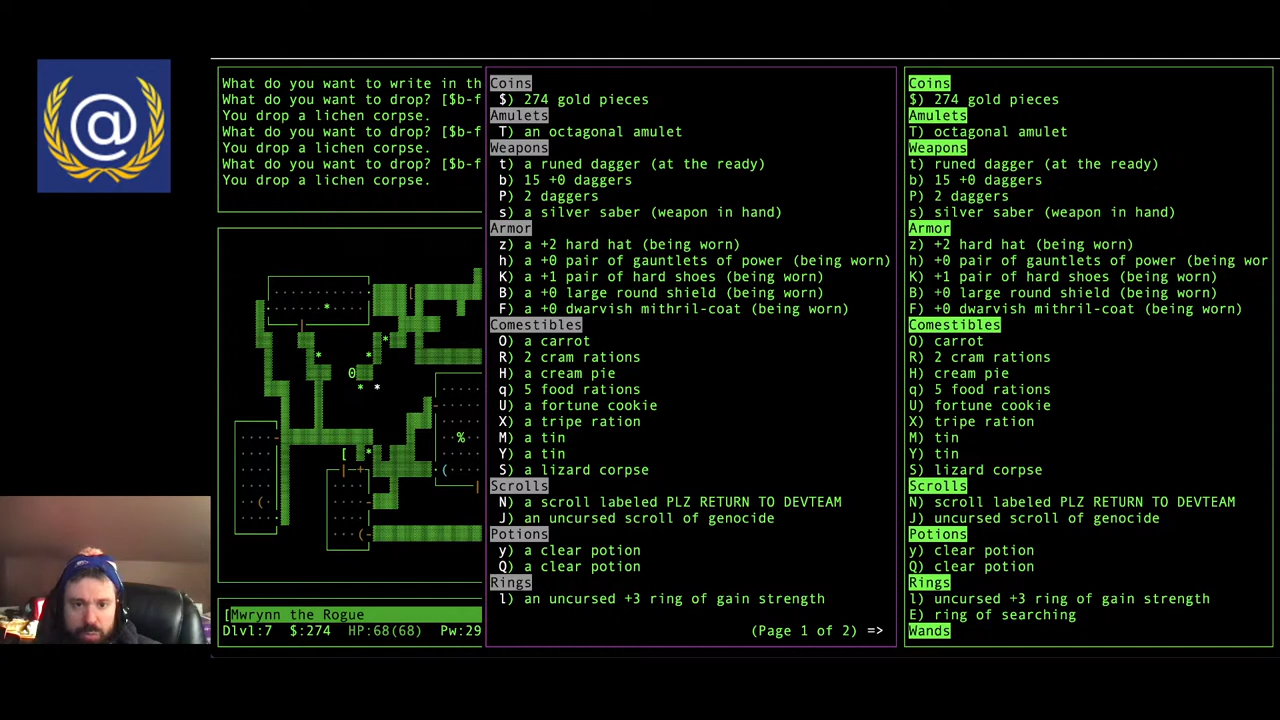 @
What do you want to write in th
What do you want to drop? [$b-f
You drop a lichen corpse.
What do you want to drop? [$b-f
You drop a lichen corpse.
What do you want to drop? [$b-f
You drop a lichen corpse.
[Mwrynn the Rogue
Dlvl:7 $:274 HP:68(68) Pw:29
Coins
$) 274 gold pieces
Amulets
T) an octagonal amulet
Weapons
t) a runed dagger (at the ready)
b) 15 +0 daggers
P) 2 daggers
s) a silver saber (weapon in hand)
Armor
z) a +2 hard hat (being worn)
h) a +0 pair of gauntlets of power (being worn)
K) a +1 pair of hard shoes (being worn)
B) a +0 large round shield (being worn)
F) a +0 dwarvish mithril-coat (being worn)
Comestibles
O) a carrot
R) 2 cram rations
H) a cream pie
q) 5 food rations
U) a fortune cookie
X) a tripe ration
M) a tin
Y) a tin
S) a lizard corpse
Scrolls
N) a scroll labeled PLZ RETURN TO DEVTEAM
J) an uncursed scroll of genocide
Potions
y) a clear potion
Q) a clear potion
Rings
l) an uncursed +3 ring of gain strength
(Page 1 of 2) =>
Coins
$) 274 gold pieces
Amulets
T) octagonal amulet
Weapons
t) runed dagger (at the ready)
b) 15 +0 daggers
P) 2 daggers
s) silver saber (weapon in hand)
Armor
z) +2 hard hat (being worn)
h) +0 pair of gauntlets of power (being wor
K) +1 pair of hard shoes (being worn)
B) +0 large round shield (being worn)
F) +0 dwarvish mithril-coat (being worn)
Comestibles
O) carrot
R) 2 cram rations
H) cream pie
q) 5 food rations
U) fortune cookie
X) tripe ration
M) tin
Y) tin
S) lizard corpse
Scrolls
N) scroll labeled PLZ RETURN TO DEVTEAM
J) uncursed scroll of genocide
Potions
y) clear potion
Q) clear potion
Rings
l) uncursed +3 ring of gain strength
E) ring of searching
Wands